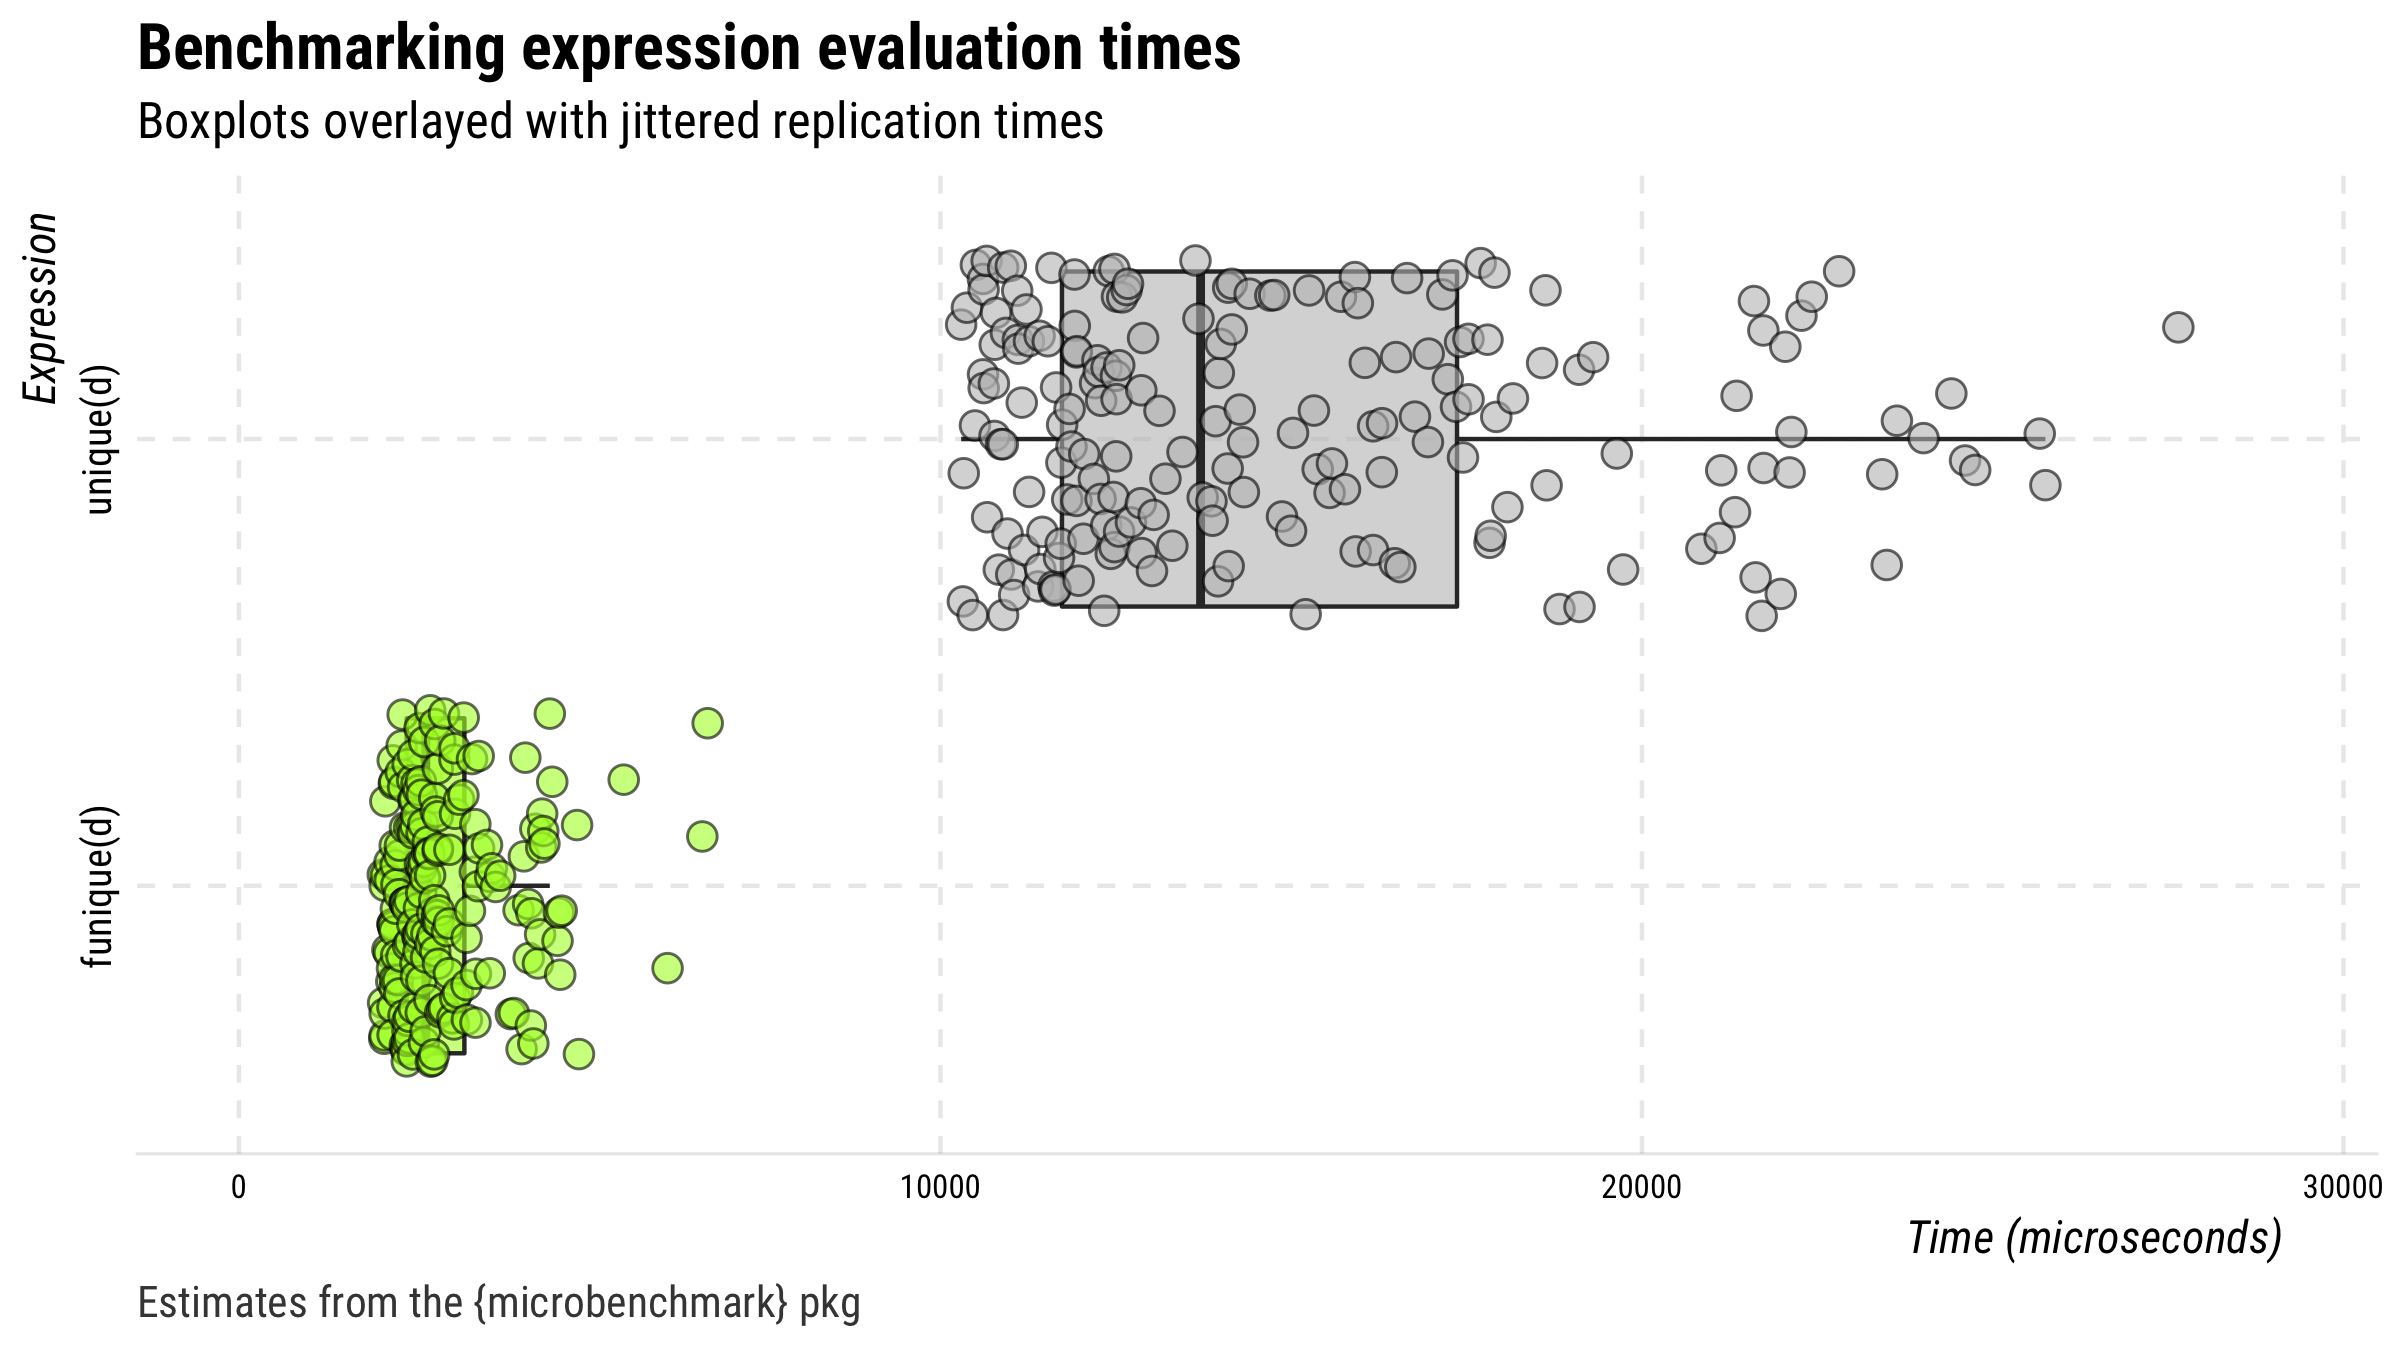 Benchmarking expression evaluation times
Boxplots overlayed with jittered replication times
Expression
unique(d)
funique(d)
0
10000
20000
30000
Time (microseconds)
Estimates from the {microbenchmark} pkg